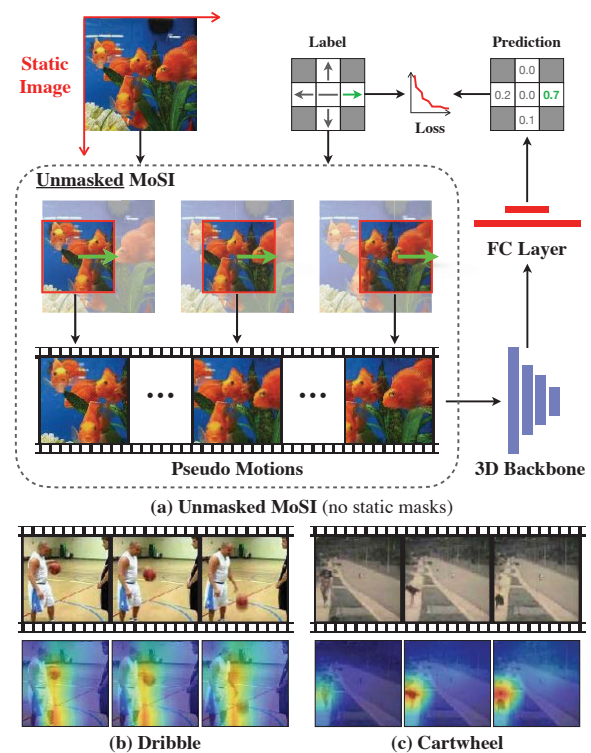 Static
Image
Label
Prediction
0.0
0.2 0.0 0.7
0.1
Loss
Unmasked MoSI
FC Layer
Pseudo Motions
3D Backbone
(a) Unmasked MoSI (no static masks)
(b) Dribble
(c) Cartwheel